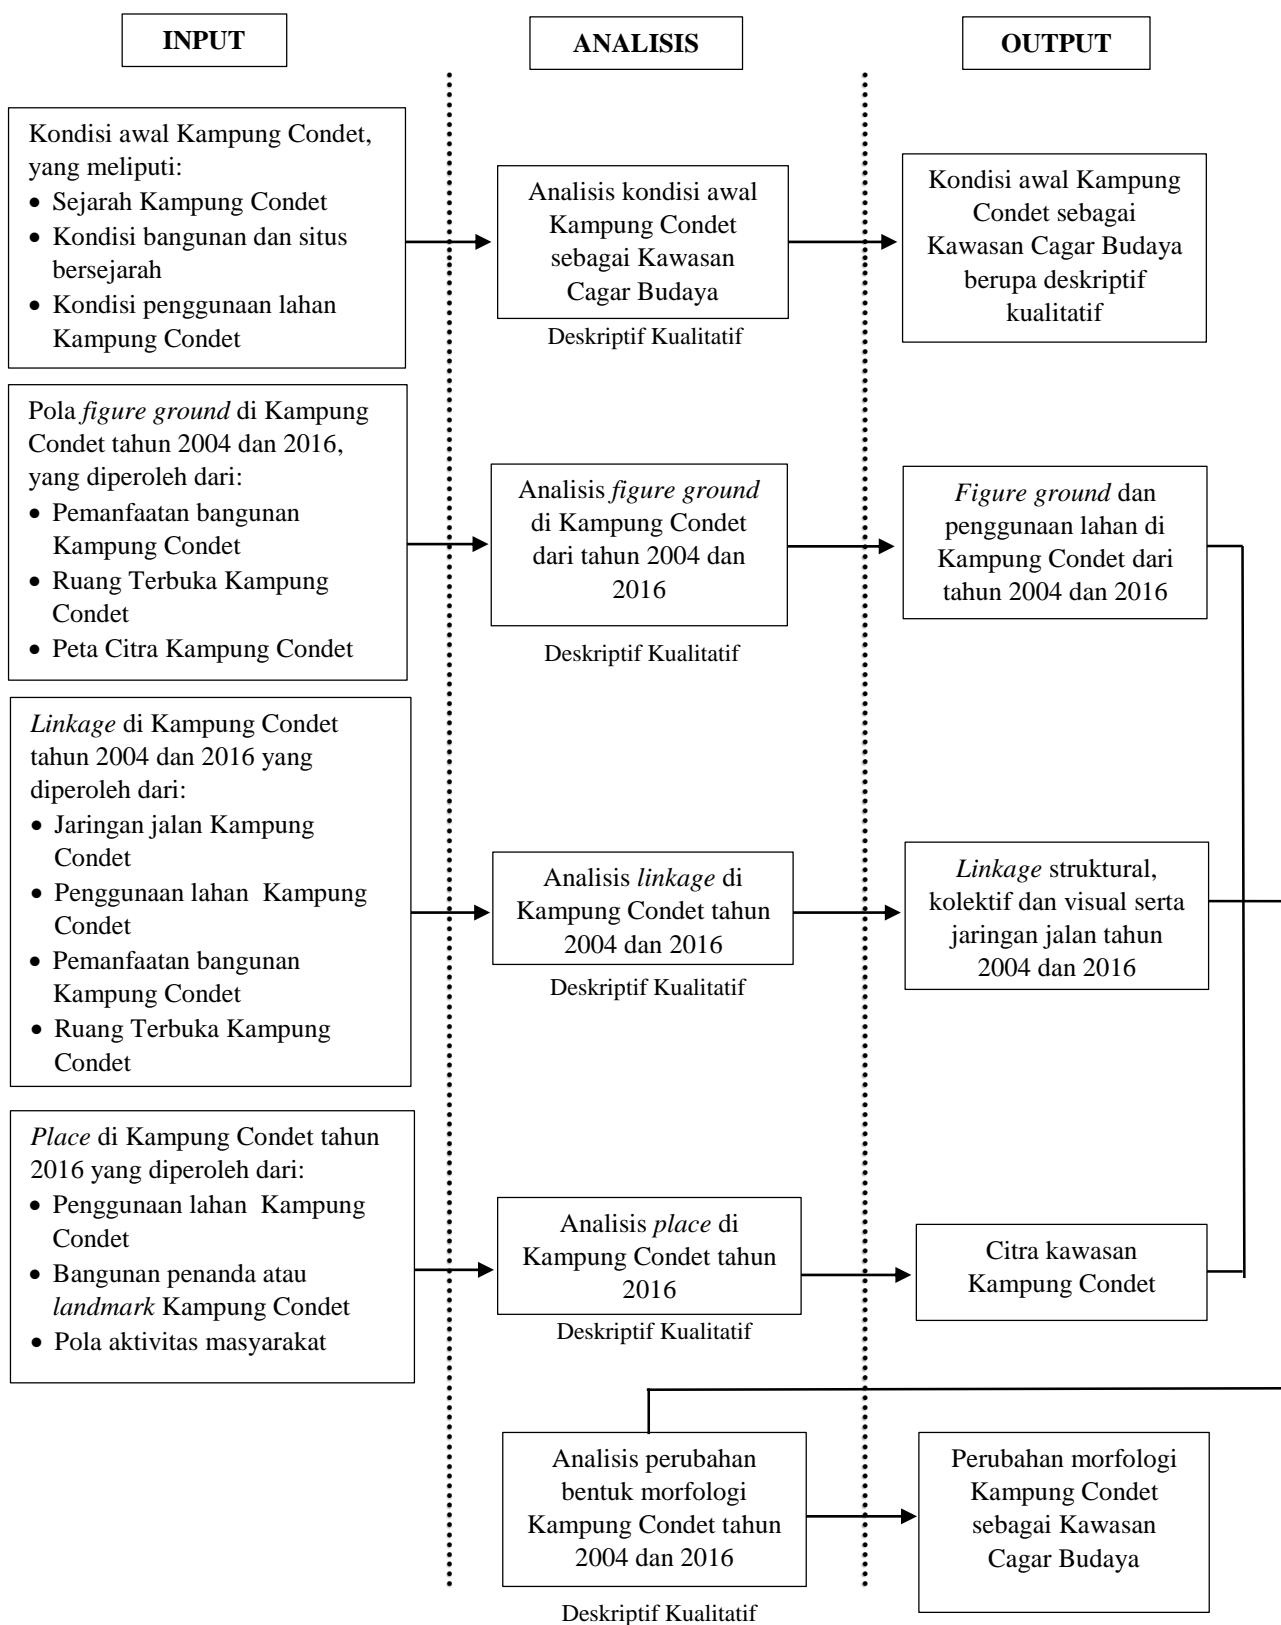 INPUT
ANALISIS
OUTPUT
Kondisi awal Kampung Condet,
yang meliputi:
• Sejarah Kampung Condet
• Kondisi bangunan dan situs
bersejarah
• Kondisi penggunaan lahan
Kampung Condet
Analisis kondisi awal
Kampung Condet
sebagai Kawasan
Cagar Budaya
Deskriptif Kualitatif
Kondisi awal Kampung
Condet sebagai
Kawasan Cagar Budaya
berupa deskriptif
kualitatif
Pola figure ground di Kampung
Condet tahun 2004 dan 2016,
yang diperoleh dari:
• Pemanfaatan bangunan
Kampung Condet
• Ruang Terbuka Kampung
Condet
• Peta Citra Kampung Condet
Analisis figure ground
di Kampung Condet
dari tahun 2004 dan
2016
Deskriptif Kualitatif
Figure ground dan
penggunaan lahan di
Kampung Condet dari
tahun 2004 dan 2016
Linkage di Kampung Condet
tahun 2004 dan 2016 yang
diperoleh dari:
• Jaringan jalan Kampung
Condet
• Penggunaan lahan Kampung
Condet
• Pemanfaatan bangunan
Kampung Condet
• Ruang Terbuka Kampung
Condet
Analisis linkage di
Kampung Condet tahun
2004 dan 2016
Deskriptif Kualitatif
Linkage struktural,
kolektif dan visual serta
jaringan jalan tahun
2004 dan 2016
Place di Kampung Condet tahun
2016 yang diperoleh dari:
• Penggunaan lahan Kampung
Condet
• Bangunan penanda atau
landmark Kampung Condet
• Pola aktivitas masyarakat
Analisis place di
Kampung Condet tahun
2016
Deskriptif Kualitatif
Citra kawasan
Kampung Condet
Analisis perubahan
bentuk morfologi
Kampung Condet tahun
2004 dan 2016
Deskriptif Kualitatif
Perubahan morfologi
Kampung Condet
sebagai Kawasan
Cagar Budaya